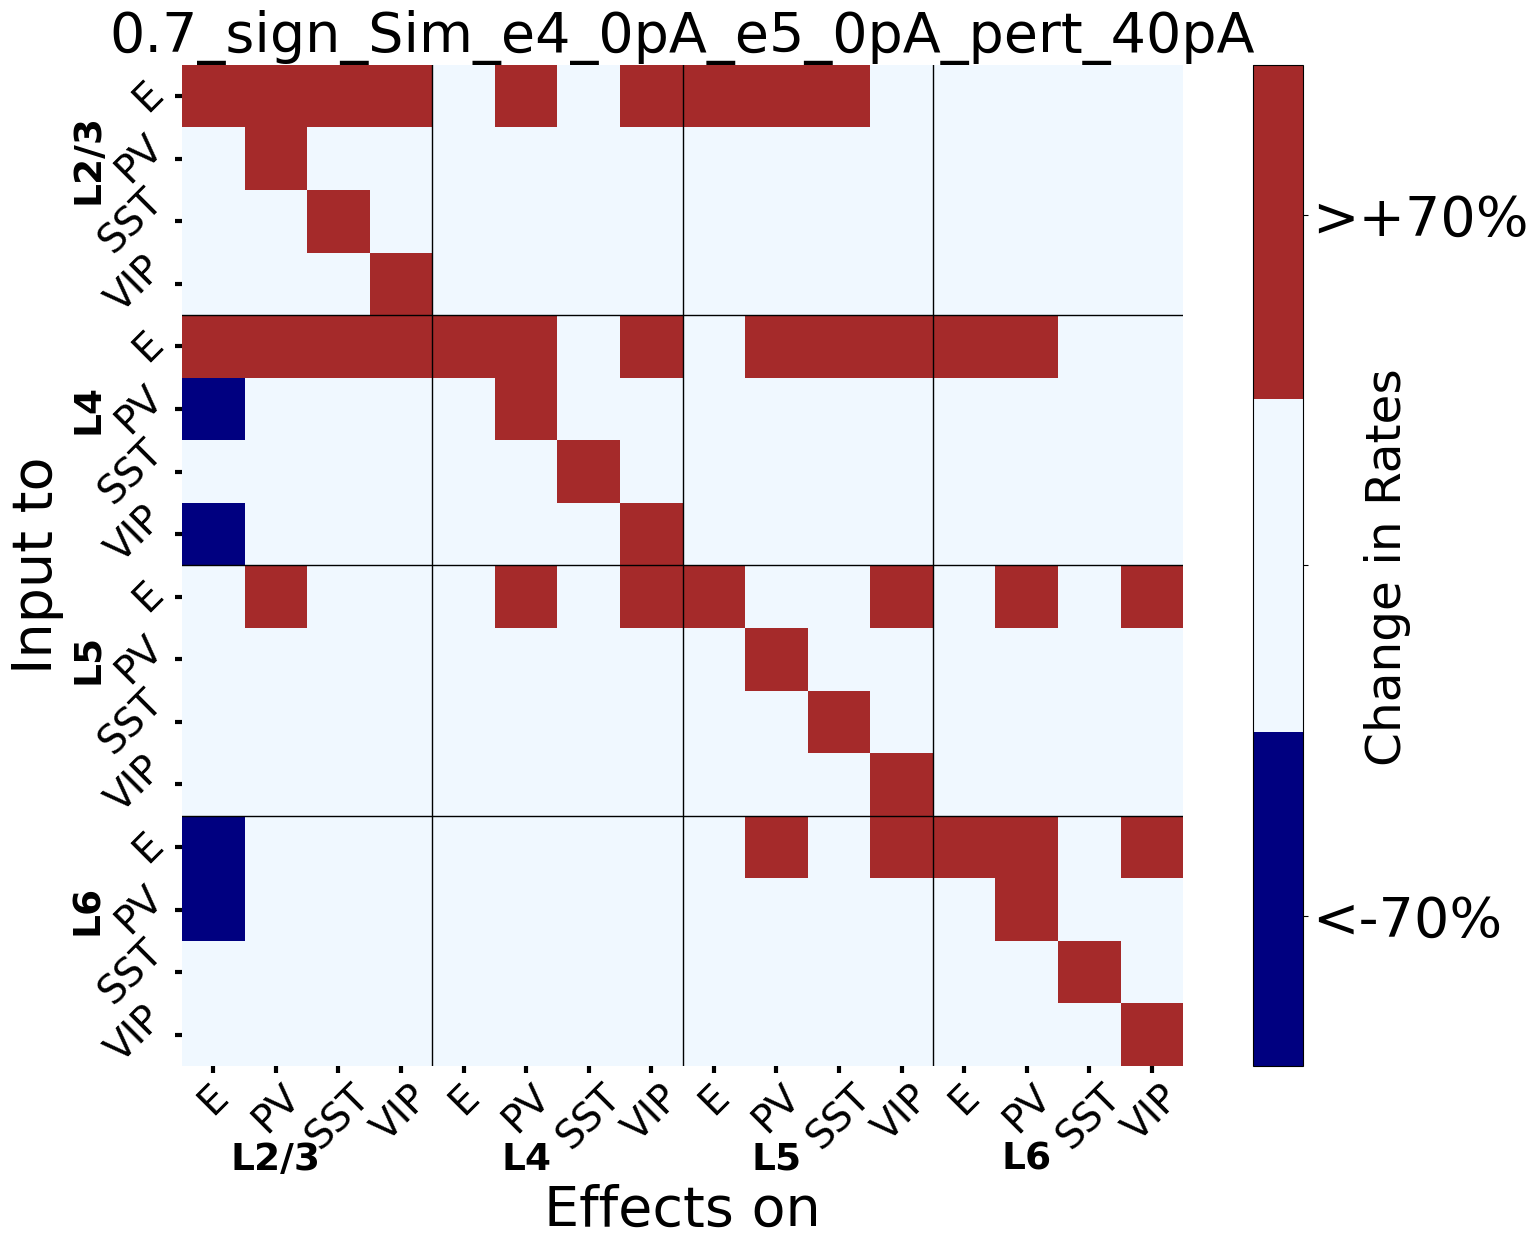 0.7_sign_Sim_e4_0pA_e5_0pA_pert_40pA
Input to
L2/3
E
PV
SST
VIP
L4
E
PV
SST
VIP
L5
E
PV
SST
VIP
L6
E
PV
SST
VIP
E PV SST VIP E PV SST VIP E PV SST VIP E PV SST VIP
L2/3 L4 L5 L6
Effects on
>+70%
<-70%
Change in Rates